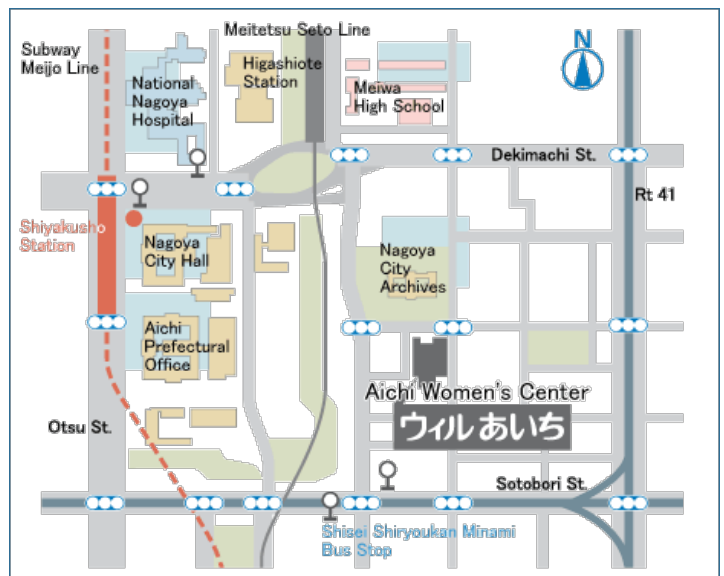 Meitetsu Seto Line
Subway
Meijo Line
National
Nagoya
Hospital
Higashiote
Station
Meiwa
High School
N
Dekimachi St.
Rt 41
Shiyakusho
Station
Nagoya
City Hall
Nagoya
City
Archives
Aichi
Prefectural
Office
Aichi Women's Center
ウィルあいち
Otsu St.
Sotobori St.
Shisei Shiryoukan Minami
Bus Stop